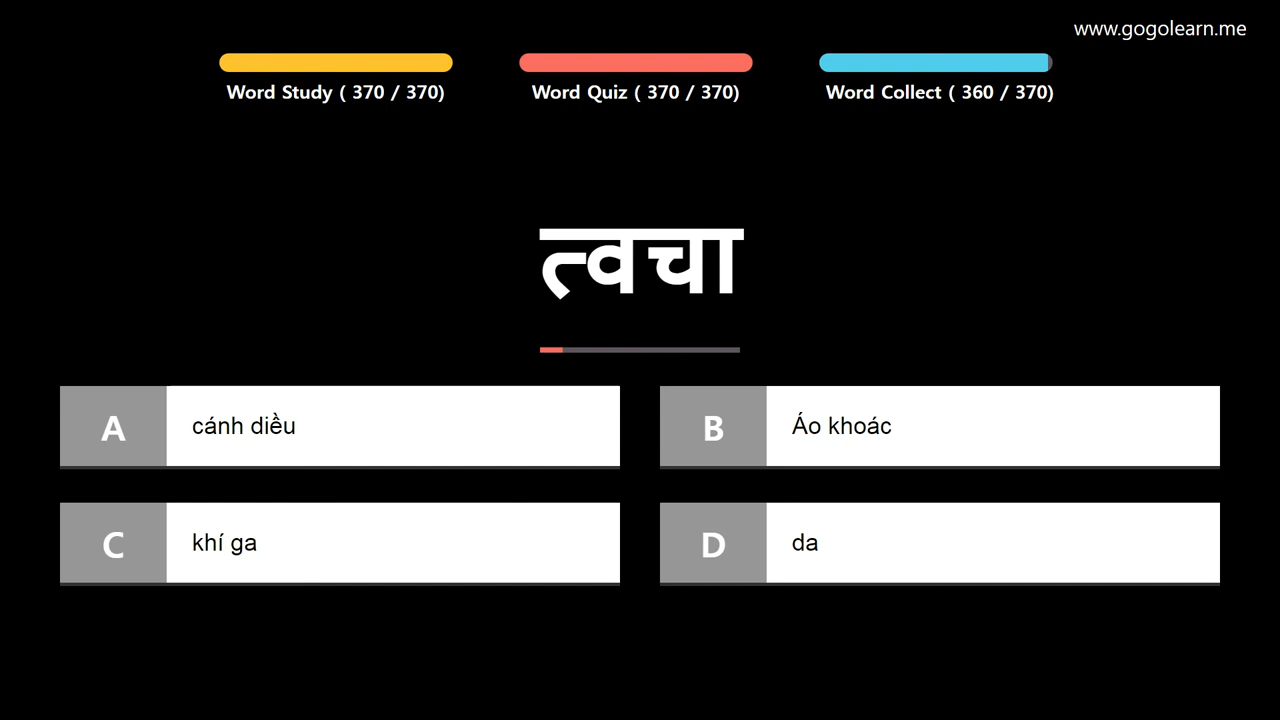 www.gogolearn.me
Word Study ( 370 / 370)
Word Quiz ( 370 / 370)
Word Collect ( 360 / 370)
त्वचा
A
cánh diều
B
Áo khoác
C
khí ga
D
da